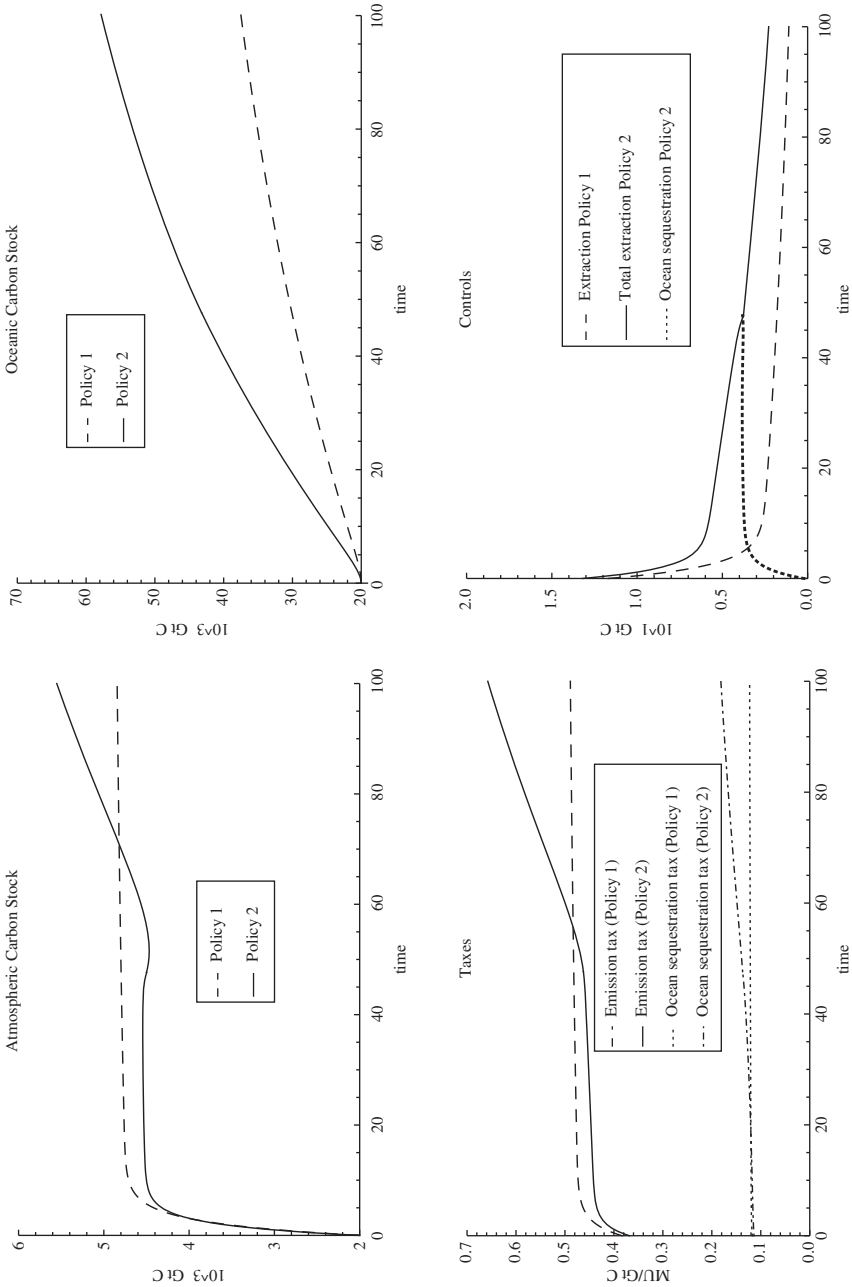 Atmospheric Carbon Stock
6
5
4
3
2
10^3 Gt C
0
20
40
60
80
100
time
Policy 1
Policy 2
Oceanic Carbon Stock
70
60
50
40
30
20
10^3 Gt C
0
20
40
60
80
100
time
Policy 1
Policy 2
Taxes
0.7
0.6
0.5
0.4
0.3
0.2
0.1
0.0
MU/Gt C
0
20
40
60
80
100
time
Emission tax (Policy 1)
Emission tax (Policy 2)
Ocean sequestration tax (Policy 1)
Ocean sequestration tax (Policy 2)
Controls
2.0
1.5
1.0
0.5
0.0
10^1 Gt C
0
20
40
60
80
100
time
Extraction Policy 1
Total extraction Policy 2
Ocean sequestration Policy 2